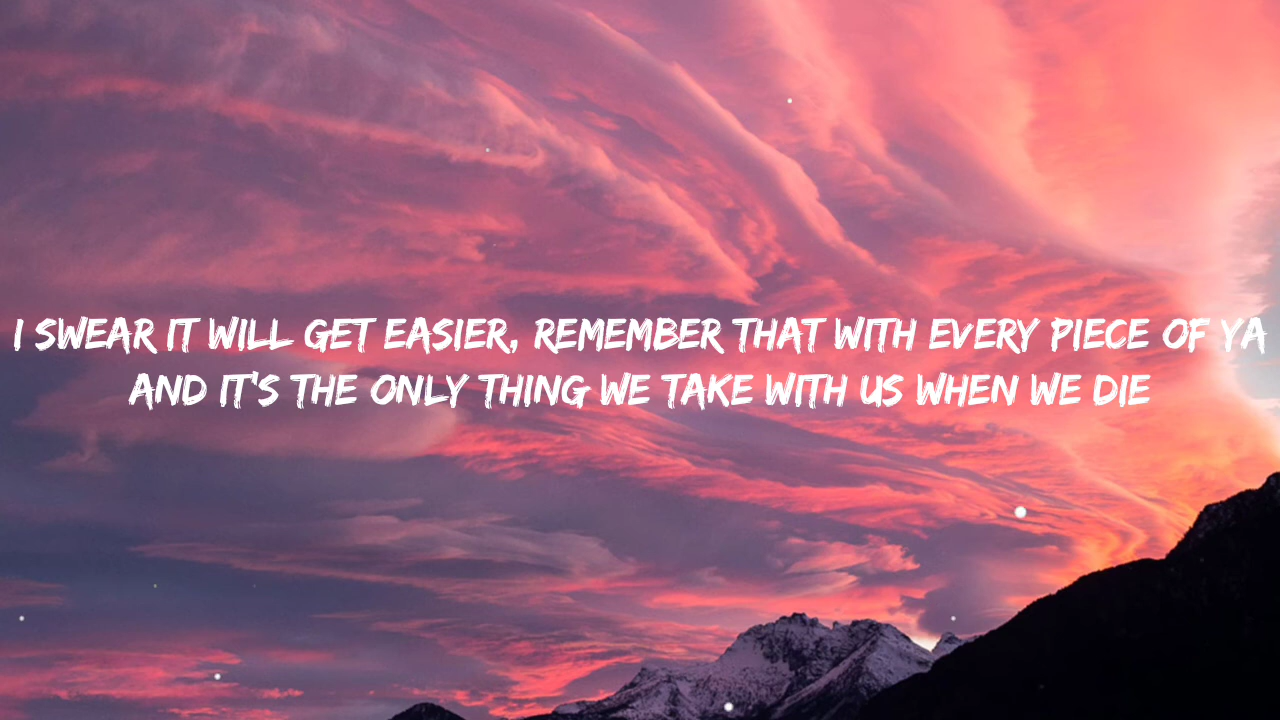 I SWEAR IT WILL GET EASIER, REMEMBER THAT WITH EVERY PIECE OF YA
AND IT'S THE ONLY THING WE TAKE WITH US WHEN WE DIE